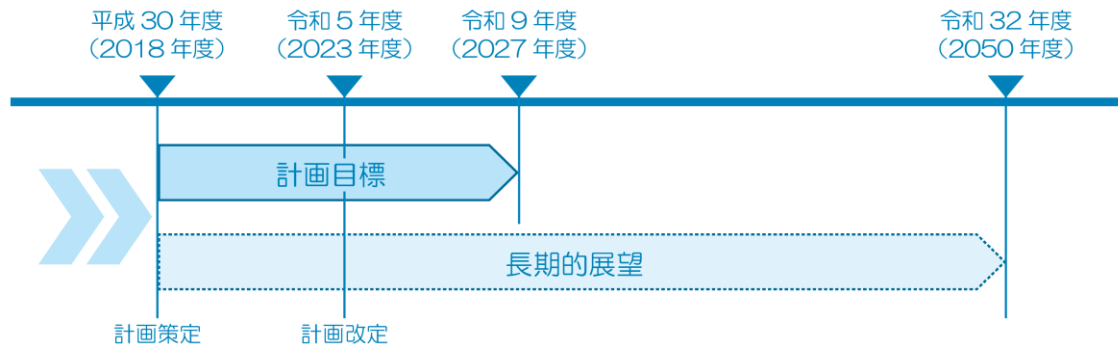 平成 30 年度
（2018 年度）
令和 5 年度
（2023 年度）
令和 9 年度
（2027 年度）
令和 32 年度
（2050 年度）
計画目標
長期的展望
計画策定
計画改定